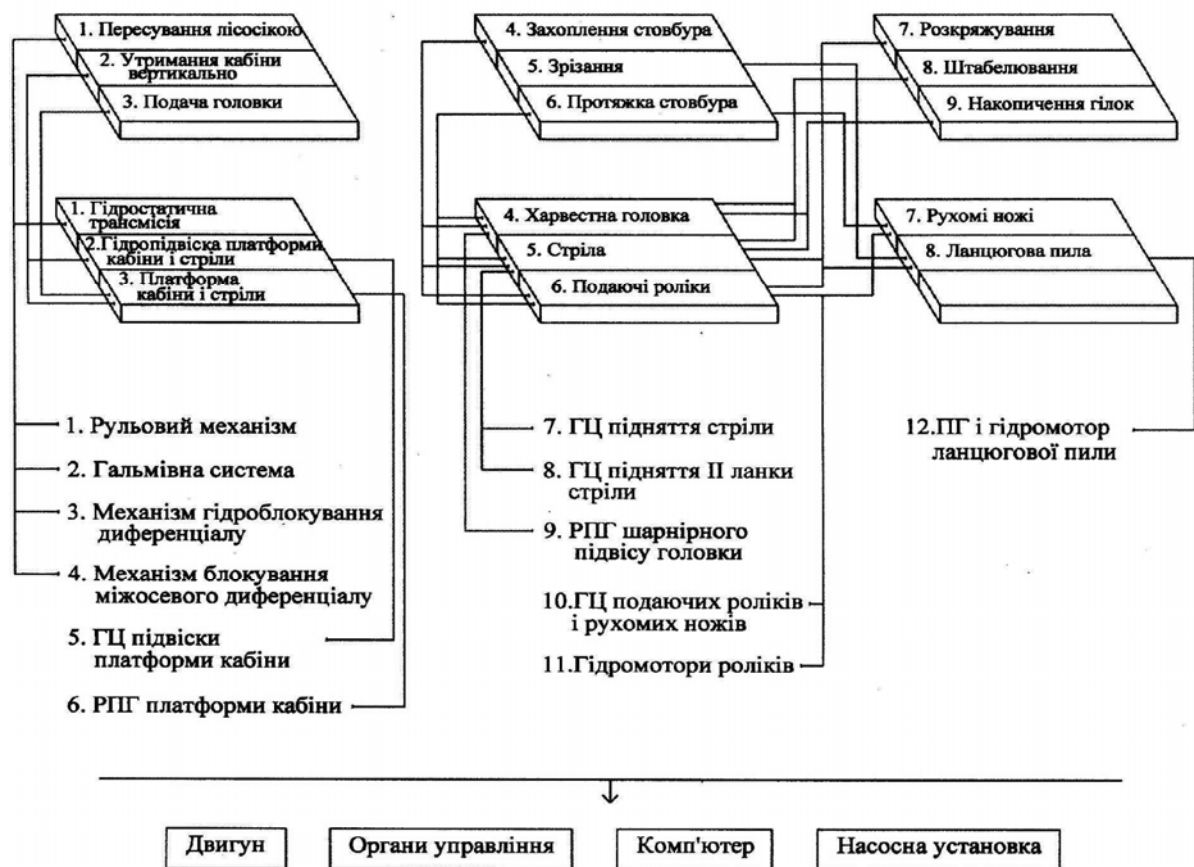 1. Пересування лісосікою
2. Утримання кабіни
вертикально
3. Подача головки
4. Захоплення стовбура
5. Зрізання
6. Протяжка стовбура
7. Розкряжування
8. Штабелювання
9. Накопичення гілок
1. Гідростатична
трансмісія
2.Гідропідвіска платформи
кабіни і стріли
3. Платформа
кабіни і стріли
4. Харвестна головка
5. Стріла
6. Подаючі роліки
7. Рухомі ножі
8. Ланцюгова пила
1. Рульовий механізм
2. Гальмівна система
3. Механізм гідроблокування
диференціалу
4. Механізм блокування
міжосевого диференціалу
5. ГЦ підвіски
платформи кабіни
6. РПГ платформи кабіни
7. ГЦ підняття стріли
8. ГЦ підняття ІІ ланки
стріли
9. РПГ шарнірного
підвісу головки
10.ГЦ подаючих роліків
і рухомих ножів
11.Гідромотори роліків
12.ПГ і гідромотор
ланцюгової пили
Двигун
Органи управління
Комп'ютер
Насосна установка